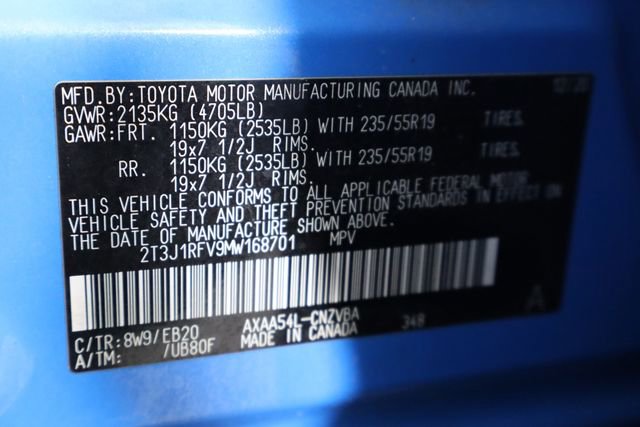 MFD.BY:TOYOTA MOTOR MANUFACTURING CANADA INC. 12/20
GVWR:2135KG (4705LB)
GAWR:FRT. 1150KG (2535LB) WITH 235/55R19 TIRES.
19x7 1/2J RIMS.
RR. 1150KG (2535LB) WITH 235/55R19 TIRES.
19x7 1/2J RIMS.
THIS VEHICLE CONFORMS TO ALL APPLICABLE FEDERAL MOTOR
VEHICLE SAFETY AND THEFT PREVENTION STANDARDS IN EFFECT ON
THE DATE OF MANUFACTURE SHOWN ABOVE.
2T3J1RFV9MW168701 MPV
C/TR:8W9/EB20 AXAA54L-CNZVBA 34B
A/TM: /UB80F MADE IN CANADA
A